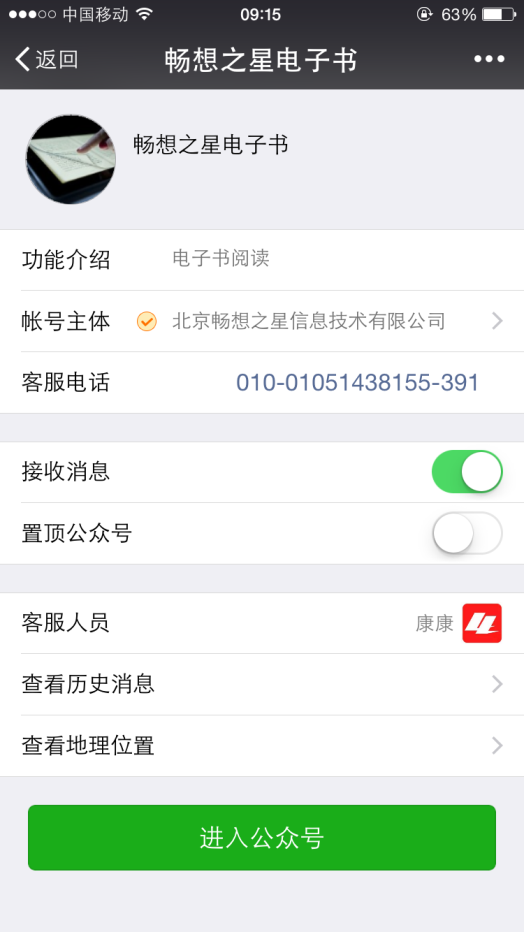 中国移动 09:15 63%
返回 畅想之星电子书
畅想之星电子书
功能介绍 电子书阅读
帐号主体 北京畅想之星信息技术有限公司
客服电话 010-01051438155-391
接收消息
置顶公众号
客服人员 康康
查看历史消息
查看地理位置
进入公众号